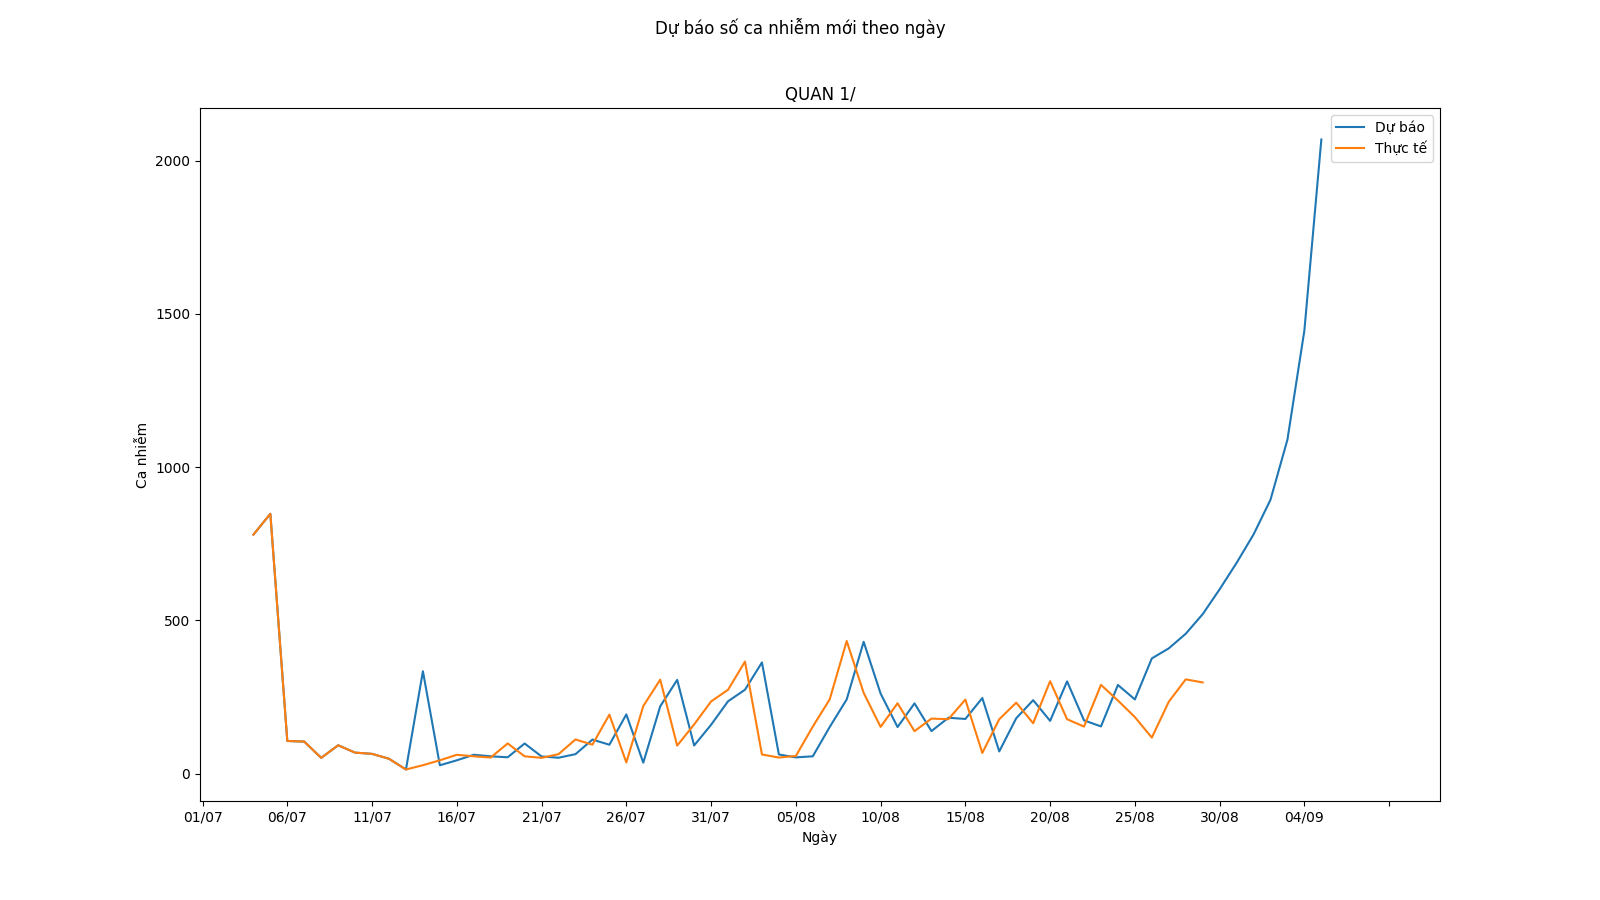 Dự báo số ca nhiễm mới theo ngày
QUAN 1/
Dự báo
Thực tế
2000
1500
1000
500
0
Ca nhiễm
01/07 06/07 11/07 16/07 21/07 26/07 31/07 05/08 10/08 15/08 20/08 25/08 30/08 04/09
Ngày